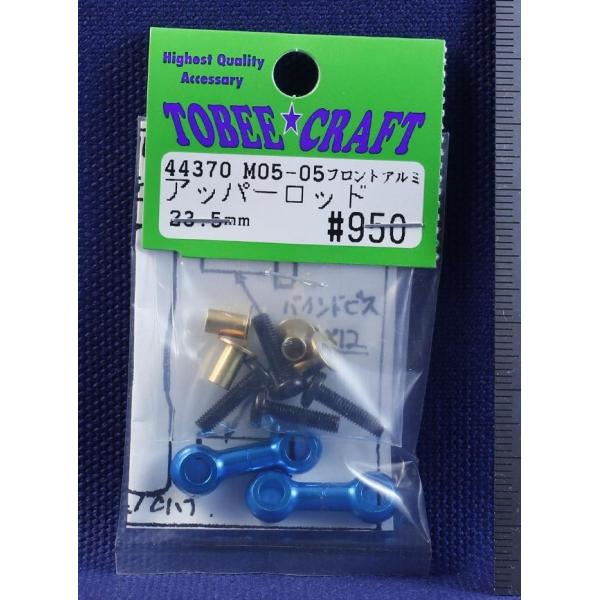 Highest Quality
Accessary
TOBEE★CRAFT
44370 M05-05フロントアルミ
アッパーロッド
23.5mm
#950
バインドビス